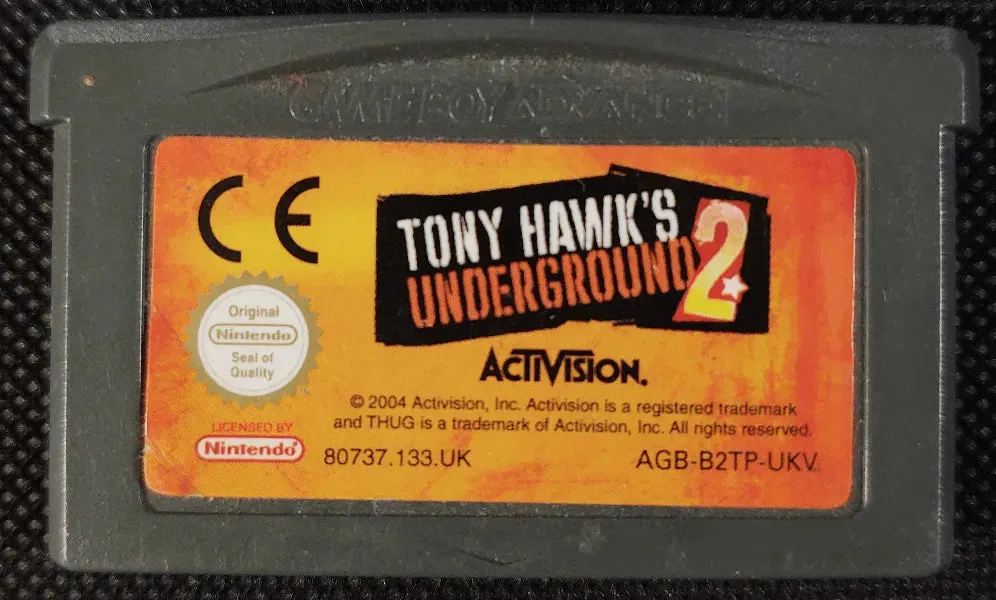 GAME BOY ADVANCE
CE
TONY HAWK'S
UNDERGROUND 2
Original
Nintendo
Seal of
Quality
ACTIVISION.
© 2004 Activision, Inc. Activision is a registered trademark
and THUG is a trademark of Activision, Inc. All rights reserved.
LICENSED BY
Nintendo
80737.133.UK
AGB-B2TP-UKV